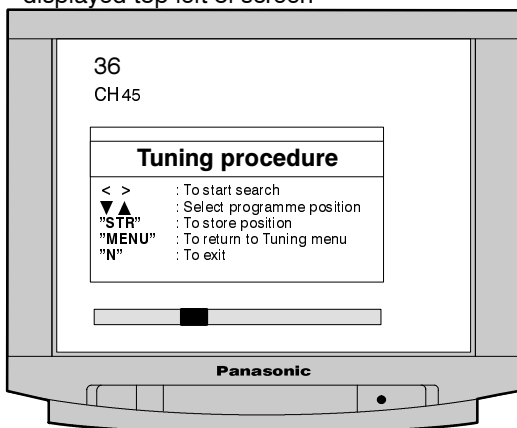 displayed top left of screen
36
CH45
Tuning procedure
< > : To start search
▼ ▲ : Select programme position
"STR" : To store position
"MENU" : To return to Tuning menu
"N" : To exit
Panasonic